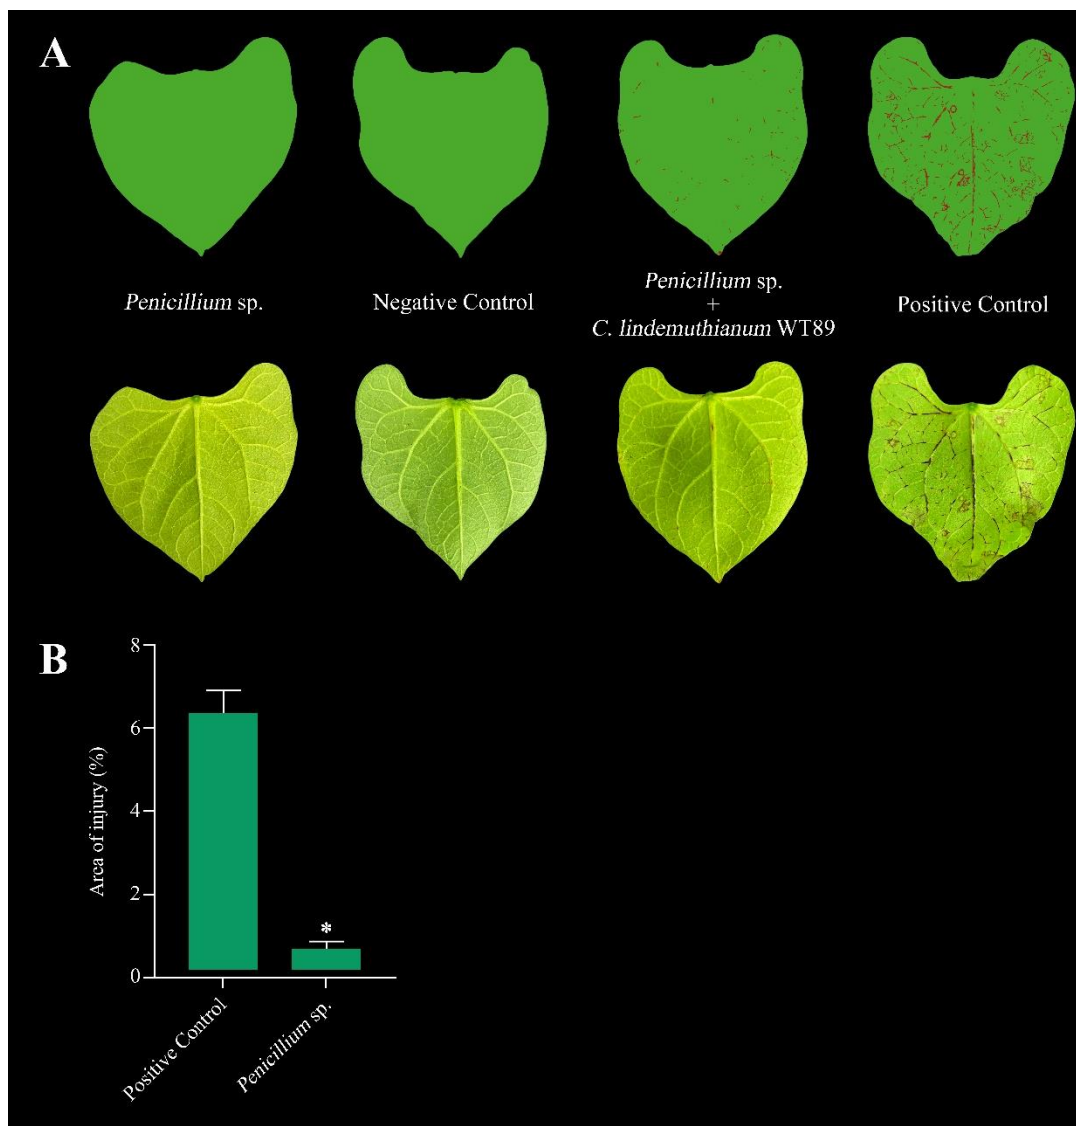 A
Penicillium sp.
Negative Control
Penicillium sp.
+
C. lindemuthianum WT89
Positive Control
B
8
6
4
2
0
Area of injury (%)
*
Positive Control
Penicillium sp.